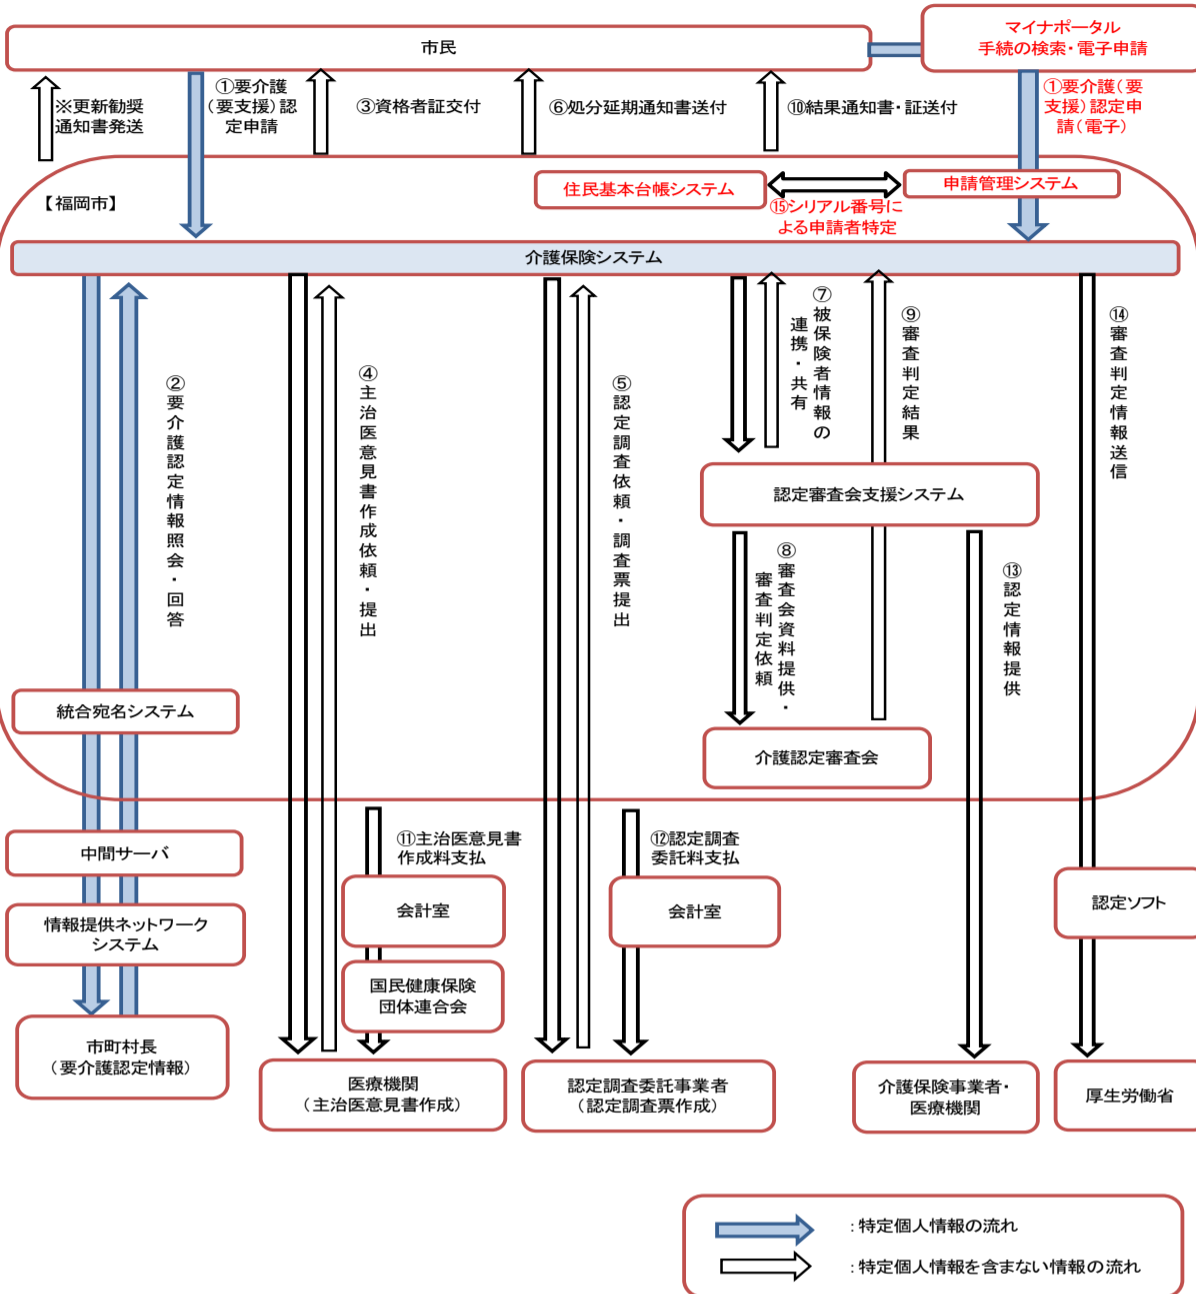 市民
マイナポータル
手続の検索・電子申請
※更新勧奨
通知書発送
①要介護
(要支援)認
定申請
③資格者証交付
⑥処分延期通知書送付
⑩結果通知書・証送付
①要介護(要
支援)認定申
請(電子)
【福岡市】
住民基本台帳システム
申請管理システム
⑮シリアル番号に
よる申請者特定
介護保険システム
②要介護認定情報照会・回答
④主治医意見書作成依頼・提出
⑤認定調査依頼・調査票提出
⑦被保険者情報の
連携・共有
⑨審査判定結果
⑭審査判定情報送信
認定審査会支援システム
⑧審査会資料提供・
審査判定依頼
⑬認定情報提供
統合宛名システム
介護認定審査会
中間サーバ
⑪主治医意見書
作成料支払
⑫認定調査
委託料支払
会計室
会計室
認定ソフト
情報提供ネットワーク
システム
国民健康保険
団体連合会
市町村長
(要介護認定情報)
医療機関
(主治医意見書作成)
認定調査委託事業者
(認定調査票作成)
介護保険事業者・
医療機関
厚生労働省
:特定個人情報の流れ
:特定個人情報を含まない情報の流れ